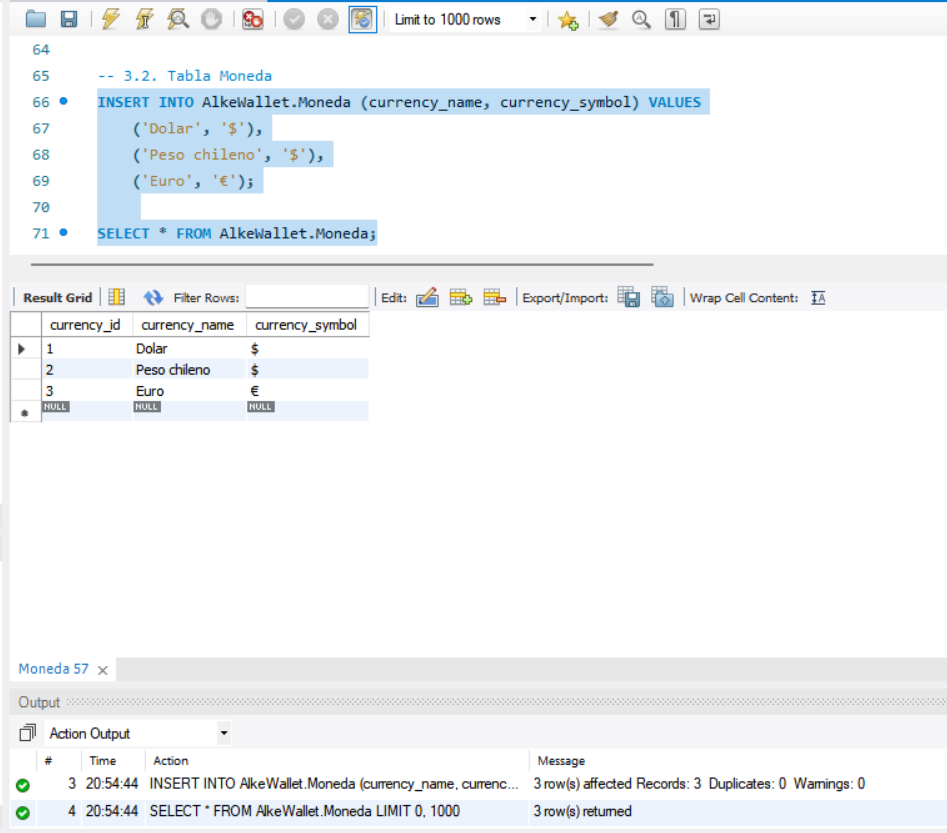 Limit to 1000 rows
64
65 -- 3.2. Tabla Moneda
66 INSERT INTO AlkeWallet.Moneda (currency_name, currency_symbol) VALUES
67 ('Dolar', '$'),
68 ('Peso chileno', '$'),
69 ('Euro', '€');
70
71 SELECT * FROM AlkeWallet.Moneda;
Result Grid Filter Rows: Edit: Export/Import: Wrap Cell Content: IA
currency_id currency_name currency_symbol
1 Dolar $
2 Peso chileno $
3 Euro €
NULL NULL NULL
Moneda 57
Output
Action Output
# Time Action Message
3 20:54:44 INSERT INTO AlkeWallet.Moneda (currency_name, currenc... 3 row(s) affected Records: 3 Duplicates: 0 Warnings: 0
4 20:54:44 SELECT * FROM AlkeWallet.Moneda LIMIT 0, 1000 3 row(s) returned